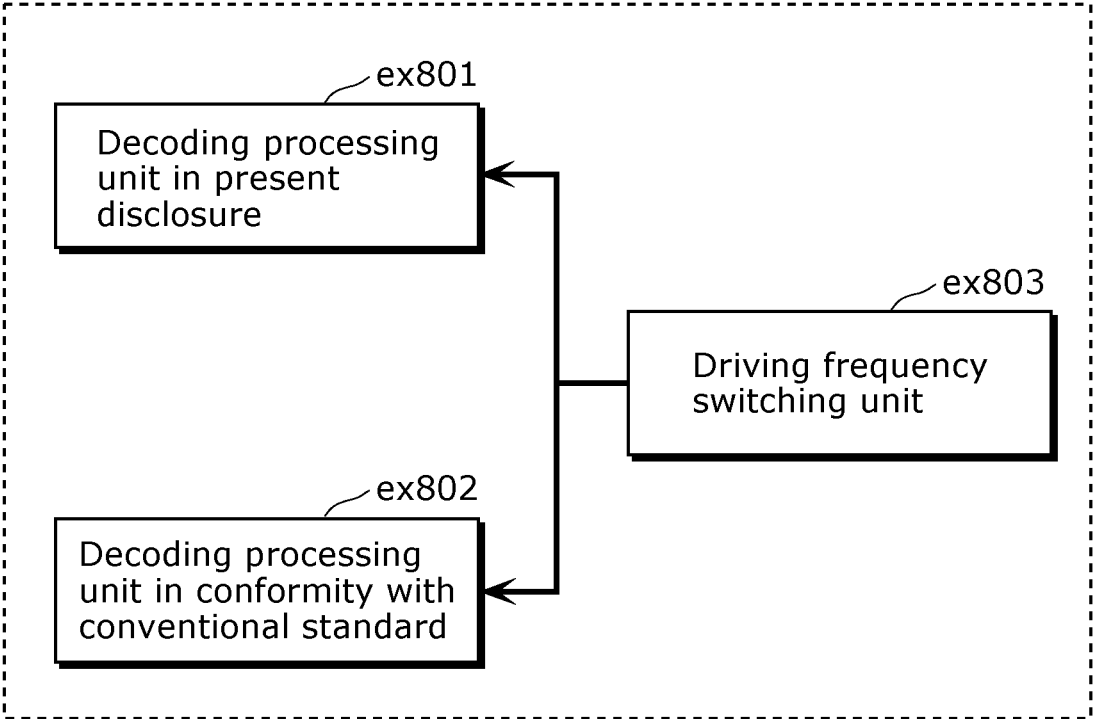 ex801
Decoding processing
unit in present
disclosure
ex803
Driving frequency
switching unit
ex802
Decoding processing
unit in conformity with
conventional standard